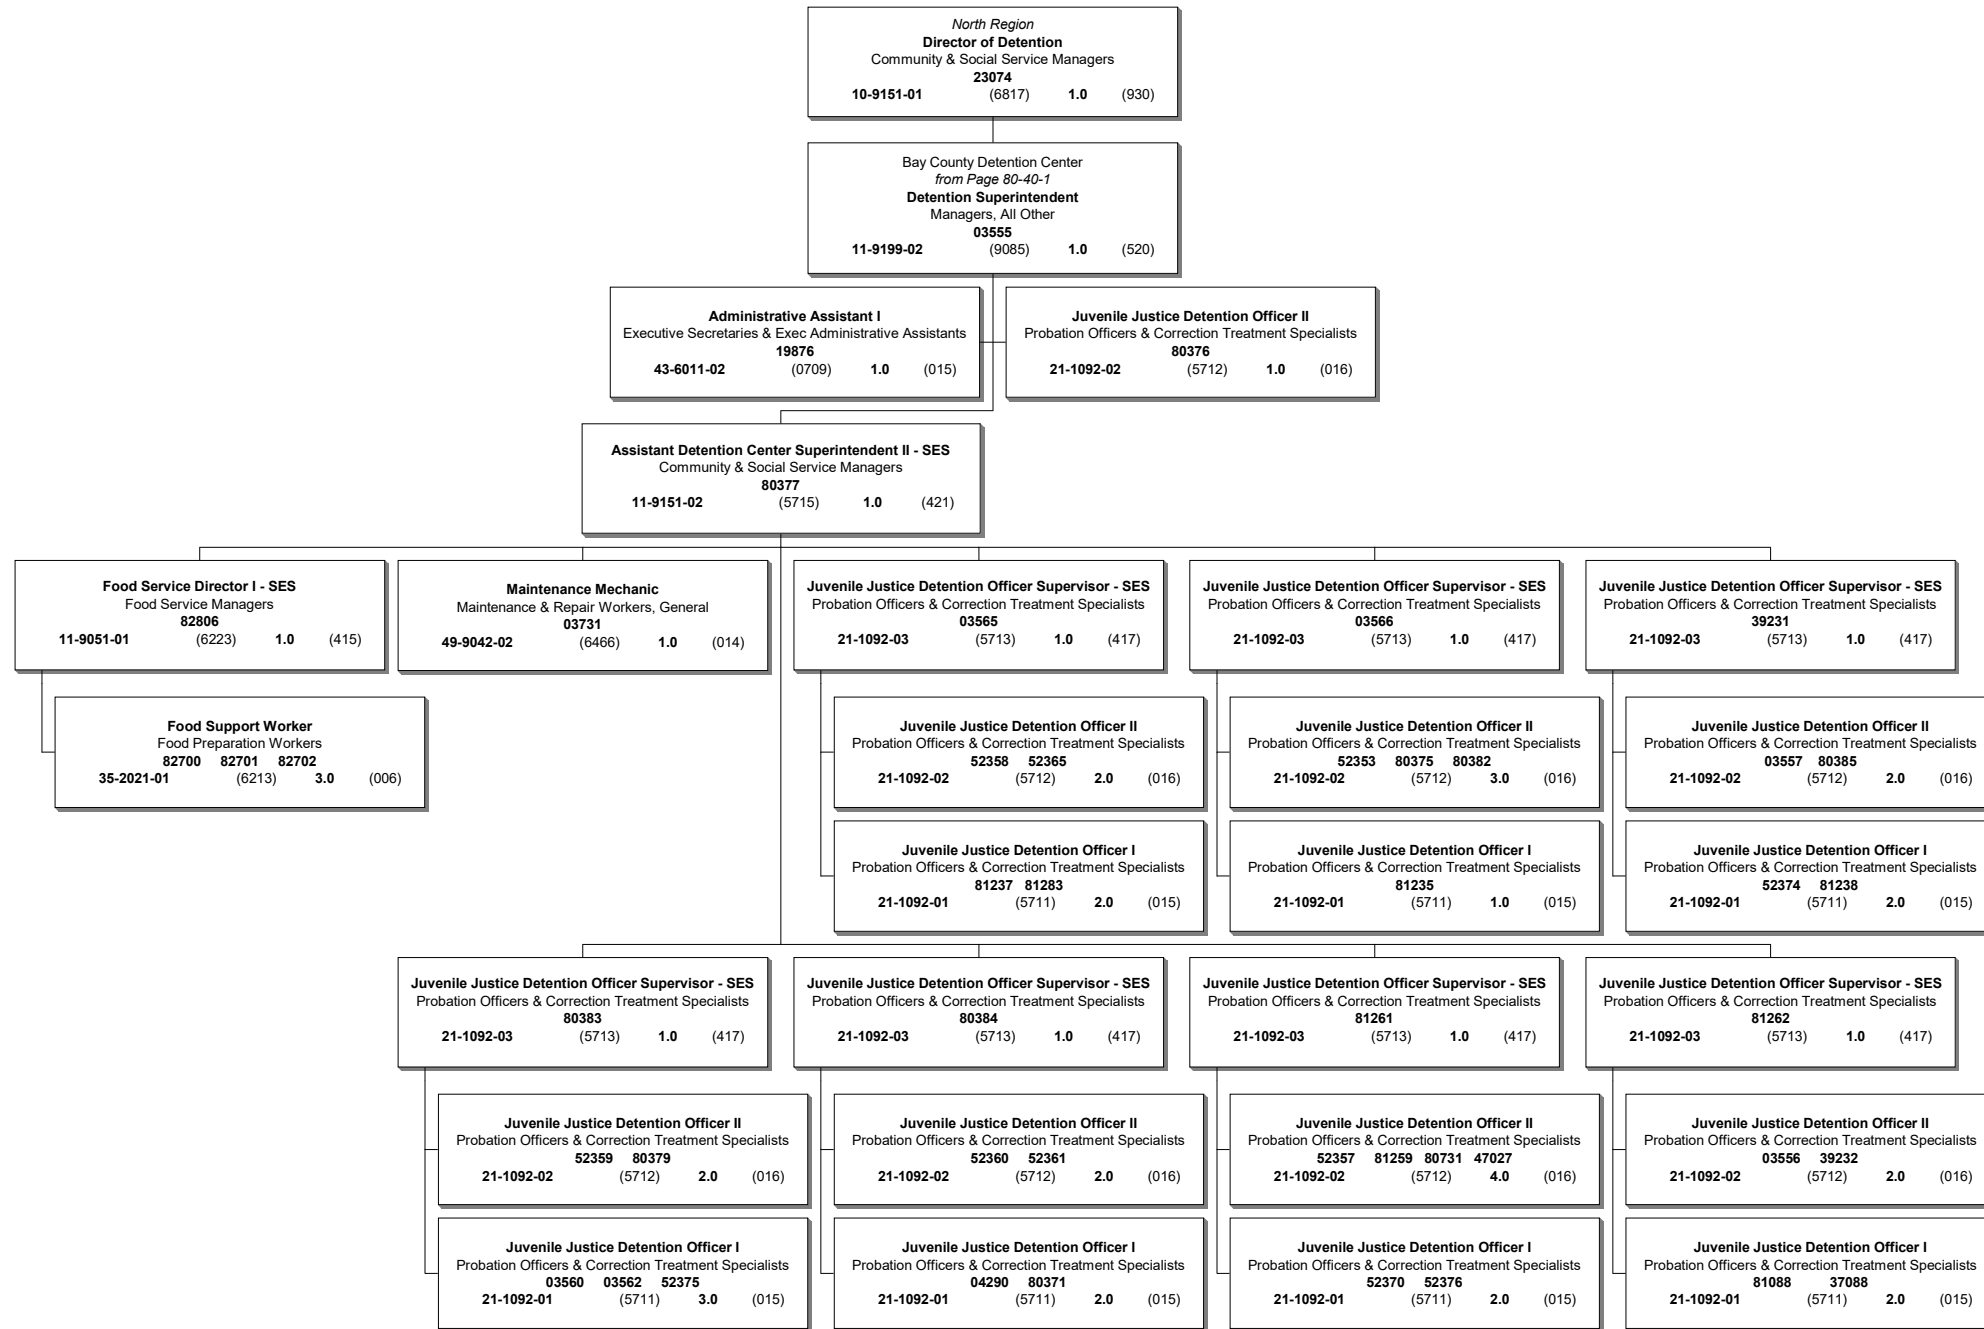 North Region
Director of Detention
Community & Social Service Managers
23074
10-9151-01 (6817) 1.0 (930)
Bay County Detention Center
from Page 80-40-1
Detention Superintendent
Managers, All Other
03555
11-9199-02 (9085) 1.0 (520)
Administrative Assistant I
Executive Secretaries & Exec Administrative Assistants
19876
43-6011-02 (0709) 1.0 (015)
Juvenile Justice Detention Officer II
Probation Officers & Correction Treatment Specialists
80376
21-1092-02 (5712) 1.0 (016)
Assistant Detention Center Superintendent II - SES
Community & Social Service Managers
80377
11-9151-02 (5715) 1.0 (421)
Food Service Director I - SES
Food Service Managers
82806
11-9051-01 (6223) 1.0 (415)
Maintenance Mechanic
Maintenance & Repair Workers, General
03731
49-9042-02 (6466) 1.0 (014)
Juvenile Justice Detention Officer Supervisor - SES
Probation Officers & Correction Treatment Specialists
03565
21-1092-03 (5713) 1.0 (417)
Juvenile Justice Detention Officer Supervisor - SES
Probation Officers & Correction Treatment Specialists
03566
21-1092-03 (5713) 1.0 (417)
Juvenile Justice Detention Officer Supervisor - SES
Probation Officers & Correction Treatment Specialists
39231
21-1092-03 (5713) 1.0 (417)
Food Support Worker
Food Preparation Workers
82700 82701 82702
35-2021-01 (6213) 3.0 (006)
Juvenile Justice Detention Officer II
Probation Officers & Correction Treatment Specialists
52358 52365
21-1092-02 (5712) 2.0 (016)
Juvenile Justice Detention Officer II
Probation Officers & Correction Treatment Specialists
52353 80375 80382
21-1092-02 (5712) 3.0 (016)
Juvenile Justice Detention Officer II
Probation Officers & Correction Treatment Specialists
03557 80385
21-1092-02 (5712) 2.0 (016)
Juvenile Justice Detention Officer I
Probation Officers & Correction Treatment Specialists
81237 81283
21-1092-01 (5711) 2.0 (015)
Juvenile Justice Detention Officer I
Probation Officers & Correction Treatment Specialists
81235
21-1092-01 (5711) 1.0 (015)
Juvenile Justice Detention Officer I
Probation Officers & Correction Treatment Specialists
52374 81238
21-1092-01 (5711) 2.0 (015)
Juvenile Justice Detention Officer Supervisor - SES
Probation Officers & Correction Treatment Specialists
80383
21-1092-03 (5713) 1.0 (417)
Juvenile Justice Detention Officer Supervisor - SES
Probation Officers & Correction Treatment Specialists
80384
21-1092-03 (5713) 1.0 (417)
Juvenile Justice Detention Officer Supervisor - SES
Probation Officers & Correction Treatment Specialists
81261
21-1092-03 (5713) 1.0 (417)
Juvenile Justice Detention Officer Supervisor - SES
Probation Officers & Correction Treatment Specialists
81262
21-1092-03 (5713) 1.0 (417)
Juvenile Justice Detention Officer II
Probation Officers & Correction Treatment Specialists
52359 80379
21-1092-02 (5712) 2.0 (016)
Juvenile Justice Detention Officer II
Probation Officers & Correction Treatment Specialists
52360 52361
21-1092-02 (5712) 2.0 (016)
Juvenile Justice Detention Officer II
Probation Officers & Correction Treatment Specialists
52357 81259 80731 47027
21-1092-02 (5712) 4.0 (016)
Juvenile Justice Detention Officer II
Probation Officers & Correction Treatment Specialists
03556 39232
21-1092-02 (5712) 2.0 (016)
Juvenile Justice Detention Officer I
Probation Officers & Correction Treatment Specialists
03560 03562 52375
21-1092-01 (5711) 3.0 (015)
Juvenile Justice Detention Officer I
Probation Officers & Correction Treatment Specialists
04290 80371
21-1092-01 (5711) 2.0 (015)
Juvenile Justice Detention Officer I
Probation Officers & Correction Treatment Specialists
52370 52376
21-1092-01 (5711) 2.0 (015)
Juvenile Justice Detention Officer I
Probation Officers & Correction Treatment Specialists
81088 37088
21-1092-01 (5711) 2.0 (015)